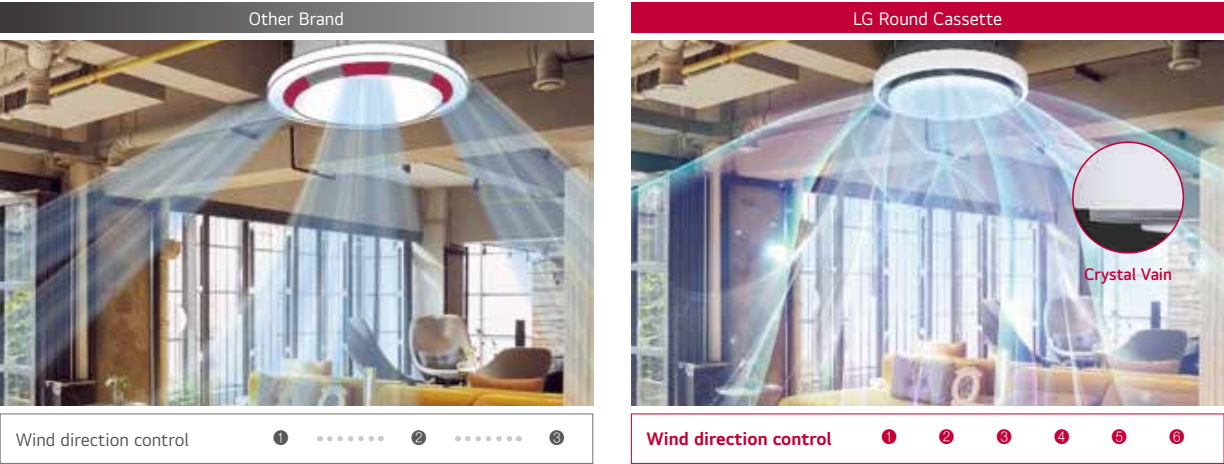 Other Brand
LG Round Cassette
Crystal Vain
Wind direction control ❶ ······· ❷ ······· ❸
Wind direction control ❶ ❷ ❸ ❹ ❺ ❻